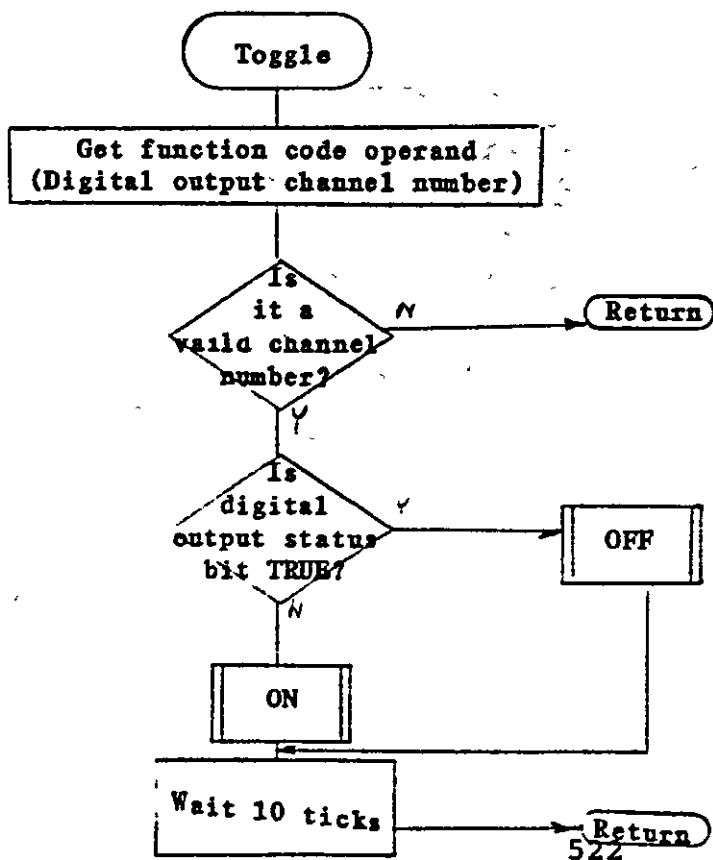 Toggle
Get function code operand
(Digital output channel number)
Is
it a
vaild channel
number?
N
Return
Y
Is
digital
output status
bit TRUE?
Y
OFF
N
ON
Wait 10 ticks
Return
522